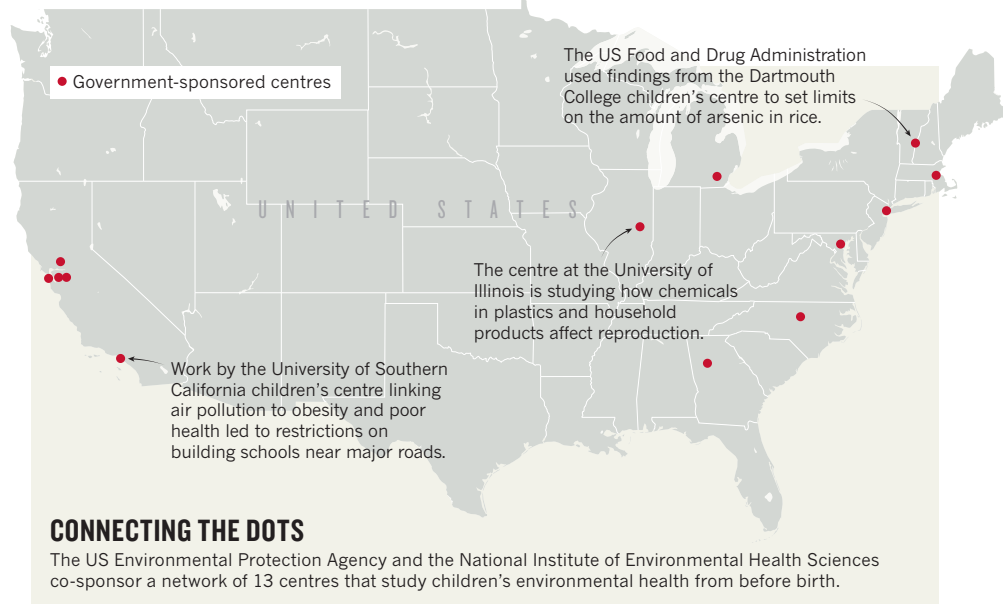 The US Food and Drug Administration
used findings from the Dartmouth
College children’s centre to set limits
on the amount of arsenic in rice.
Government-sponsored centres
UNITED STATES
The centre at the University of
Illinois is studying how chemicals
in plastics and household
products affect reproduction.
Work by the University of Southern
California children’s centre linking
air pollution to obesity and poor
health led to restrictions on
building schools near major roads.
CONNECTING THE DOTS
The US Environmental Protection Agency and the National Institute of Environmental Health Sciences
co-sponsor a network of 13 centres that study children’s environmental health from before birth.